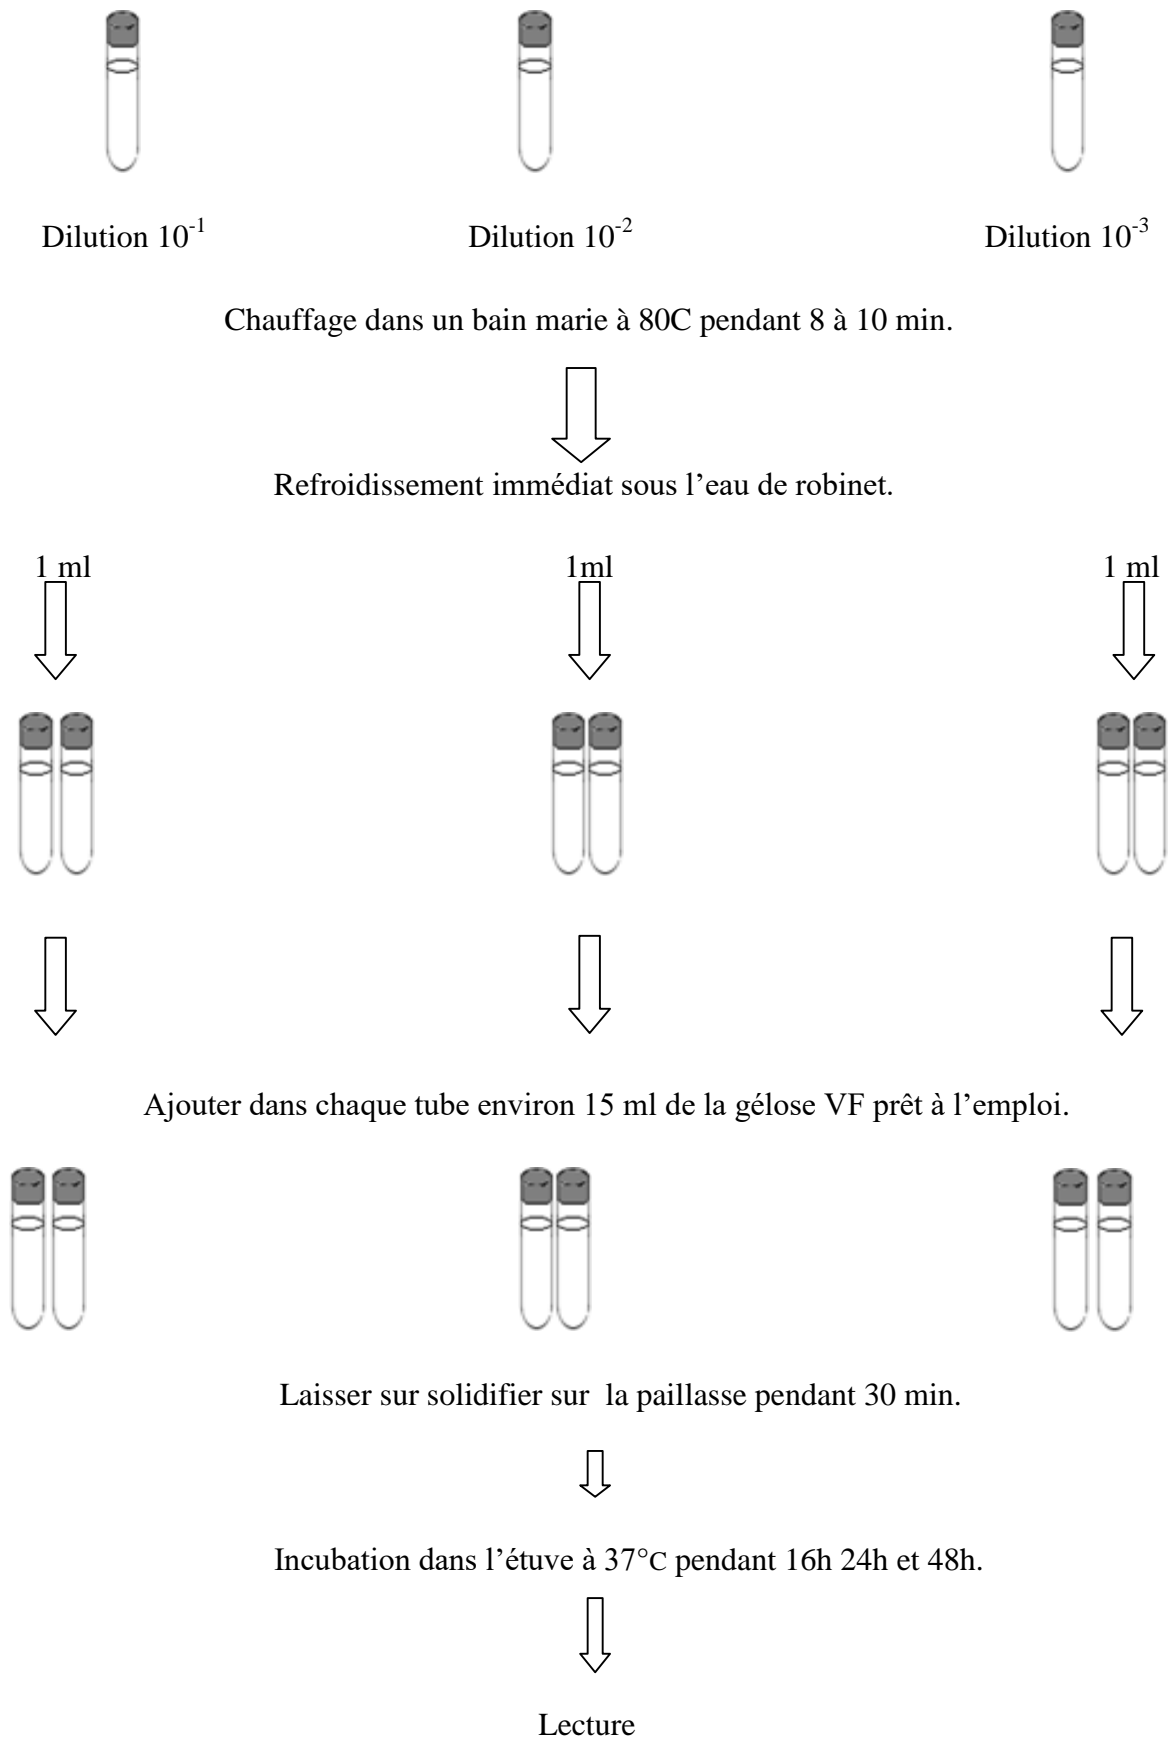 Dilution 10⁻¹ Dilution 10⁻² Dilution 10⁻³
Chauffage dans un bain marie à 80C pendant 8 à 10 min.
Refroidissement immédiat sous l’eau de robinet.
1 ml 1ml 1 ml
Ajouter dans chaque tube environ 15 ml de la gélose VF prêt à l’emploi.
Laisser sur solidifier sur la paillasse pendant 30 min.
Incubation dans l’étuve à 37°C pendant 16h 24h et 48h.
Lecture